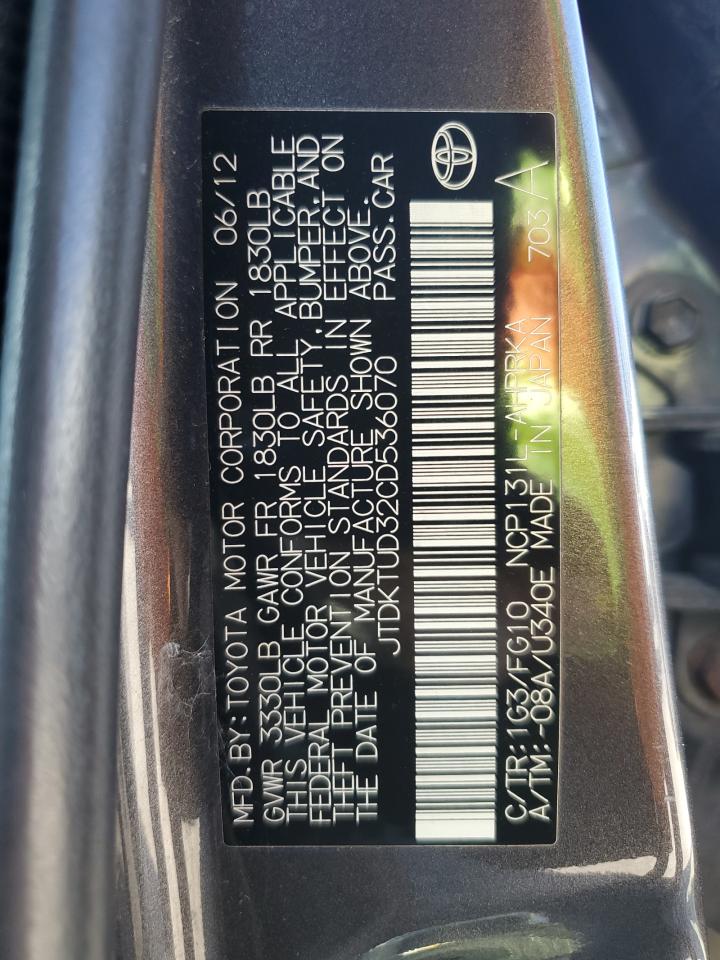 MFD. BY: TOYOTA MOTOR CORPORATION 06/12
GVWR 3330LB GAWR FR 1830LB RR 1830LB
THIS VEHICLE CONFORMS TO ALL APPLICABLE
FEDERAL MOTOR VEHICLE SAFETY, BUMPER, AND
THEFT PREVENTION STANDARDS IN EFFECT ON
THE DATE OF MANUFACTURE SHOWN ABOVE.
JTDKTUD32CD536070 PASS. CAR
C/TR: 1G3/FG10 NCP131L-AHPRKA
A/TM: -08A/U340E MADE IN JAPAN 703 A